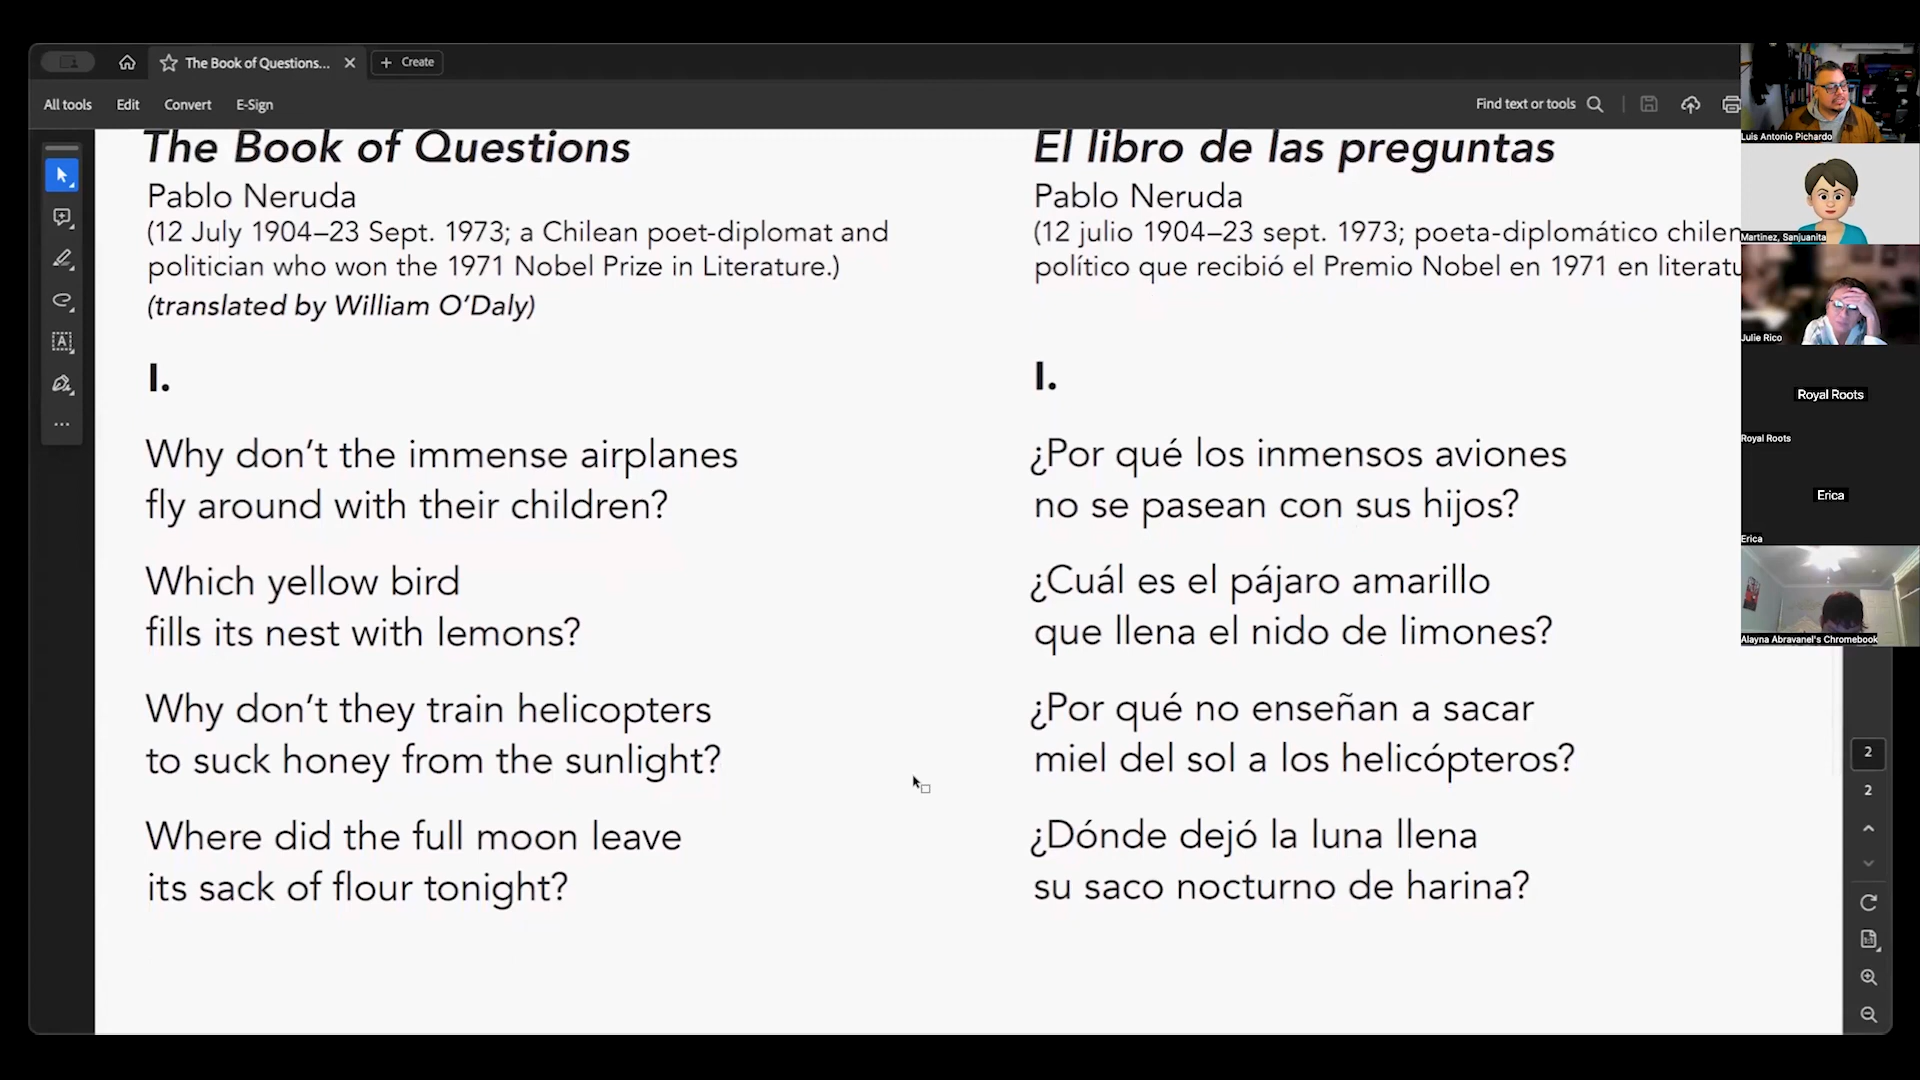 The Book of Questions...
Create
All tools
Edit
Convert
E-Sign
Find text or tools
The Book of Questions
Pablo Neruda
(12 July 1904–23 Sept. 1973; a Chilean poet-diplomat and
politician who won the 1971 Nobel Prize in Literature.)
(translated by William O’Daly)
I.
Why don’t the immense airplanes
fly around with their children?
Which yellow bird
fills its nest with lemons?
Why don’t they train helicopters
to suck honey from the sunlight?
Where did the full moon leave
its sack of flour tonight?
El libro de las preguntas
Pablo Neruda
(12 julio 1904–23 sept. 1973; poeta-diplomático chilen
político que recibió el Premio Nobel en 1971 en literatu
I.
¿Por qué los inmensos aviones
no se pasean con sus hijos?
¿Cuál es el pájaro amarillo
que llena el nido de limones?
¿Por qué no enseñan a sacar
miel del sol a los helicópteros?
¿Dónde dejó la luna llena
su saco nocturno de harina?
Luis Antonio Pichardo
Martinez, Sanjuanita
Julie Rico
Royal Roots
Royal Roots
Erica
Erica
Alayna Abravanel's Chromebook
2
2